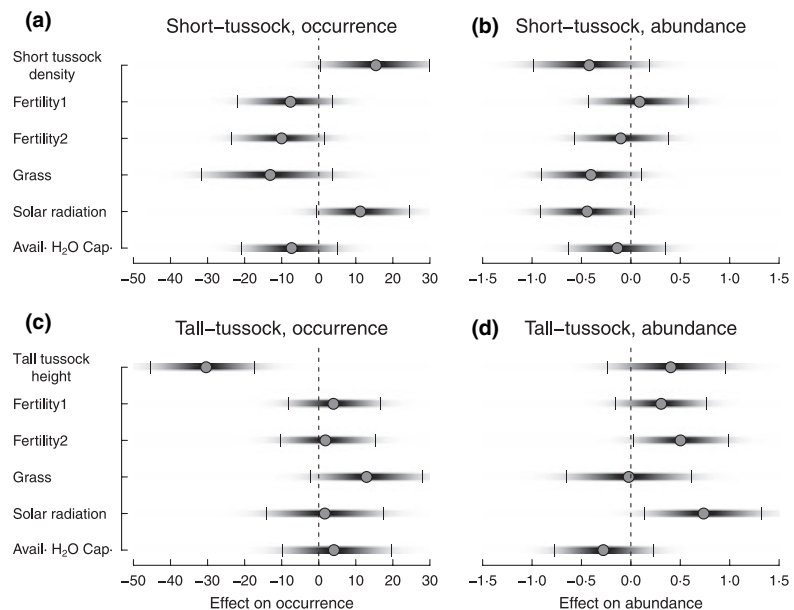 (a)
Short–tussock, occurrence
(b)
Short–tussock, abundance
Short tussock
density
Fertility1
Fertility2
Grass
Solar radiation
Avail· H₂O Cap·
−50 −40 −30 −20 −10 0 10 20 30
−1·5 −1·0 −0·5 0·0 0·5 1·0 1·5
(c)
Tall–tussock, occurrence
(d)
Tall–tussock, abundance
Tall tussock
height
Fertility1
Fertility2
Grass
Solar radiation
Avail· H₂O Cap·
−50 −40 −30 −20 −10 0 10 20 30
−1·5 −1·0 −0·5 0·0 0·5 1·0 1·5
Effect on occurrence
Effect on abundance